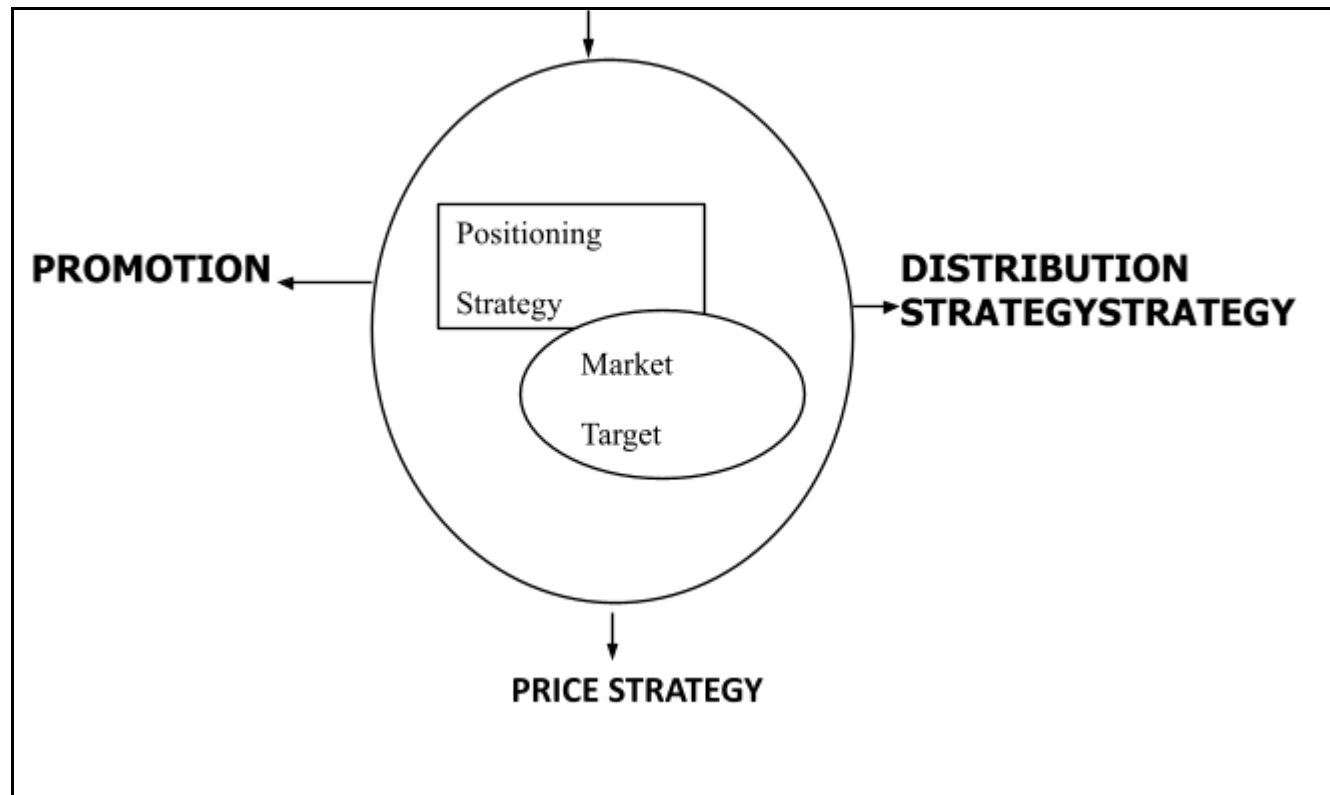 Positioning
Strategy
PROMOTION
DISTRIBUTION
STRATEGYSTRATEGY
Market
Target
PRICE STRATEGY